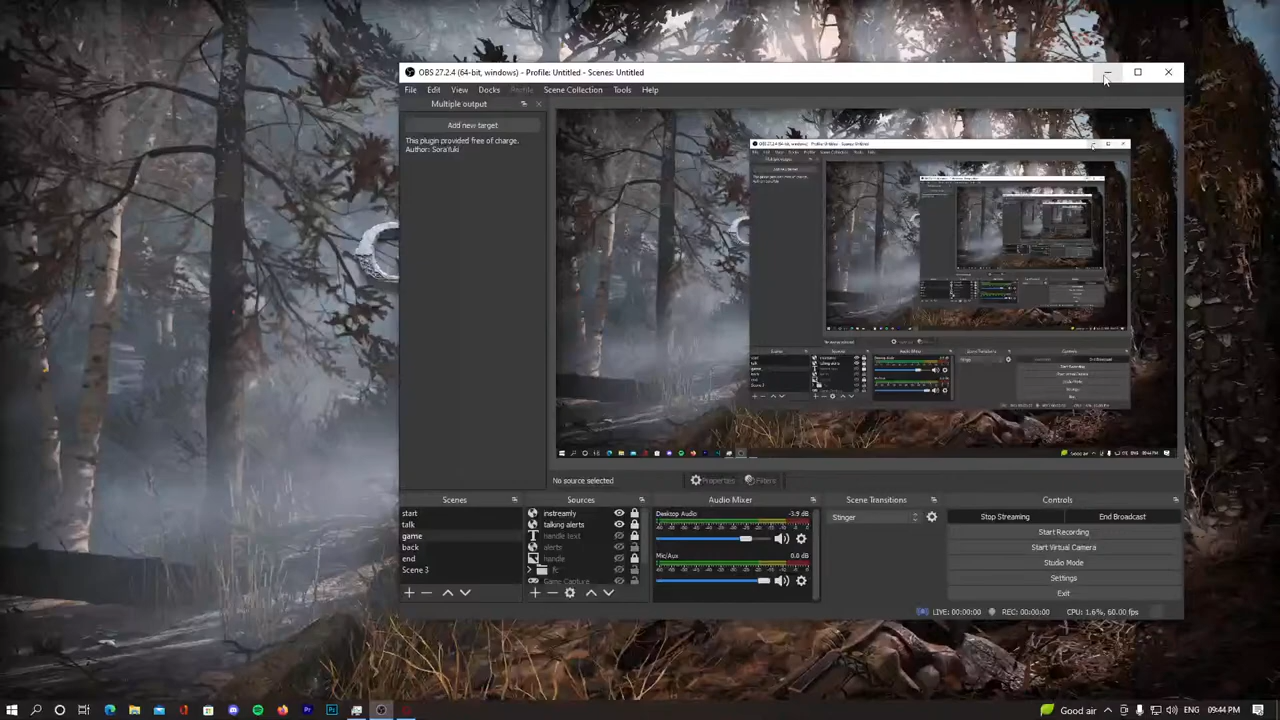 OBS 27.2.4 (64-bit, windows) - Profile: Untitled - Scenes: Untitled
File Edit View Docks Profile Scene Collection Tools Help
Multiple output
Add new target
This plugin provided free of charge.
Author: SoraYuki
No source selected Properties Filters
Scenes Sources Audio Mixer Scene Transitions Controls
start
talk
game
back
end
Scene 3
instreamly
talking alerts
handle text
alerts
handle
fc
Game Capture
Desktop Audio -3.9 dB
Mic/Aux 0.0 dB
Stinger
Stop Streaming End Broadcast
Start Recording
Start Virtual Camera
Studio Mode
Settings
Exit
LIVE: 00:00:00 REC: 00:00:00 CPU: 1.6%, 60.00 fps
Good air ENG 09:44 PM